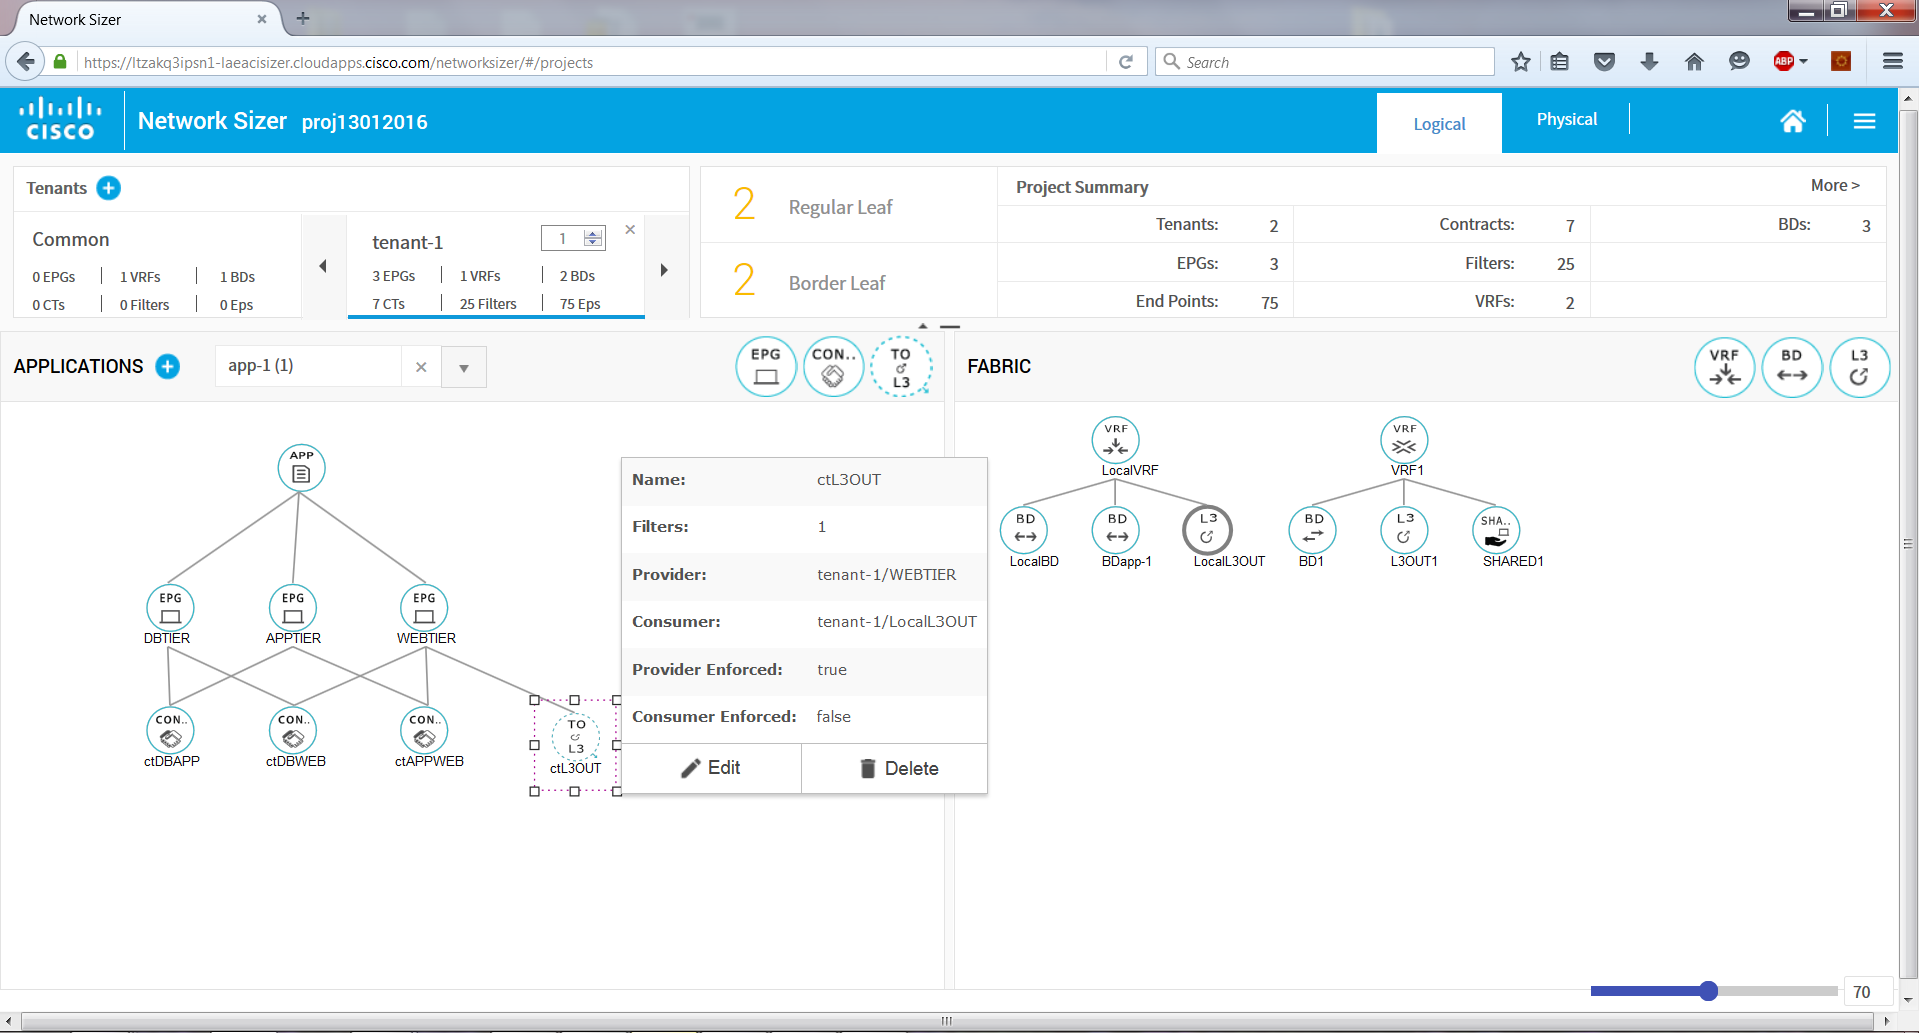 Network Sizer
https://ltzakq3ipsn1-laeacisizer.cloudapps.cisco.com/networksizer/#/projects
Search
ABP
CISCO
Network Sizer proj13012016
Logical
Physical
Tenants
Common
0 EPGs 1 VRFs 1 BDs
0 CTs 0 Filters 0 Eps
tenant-1
1
3 EPGs 1 VRFs 2 BDs
7 CTs 25 Filters 75 Eps
2 Regular Leaf
2 Border Leaf
Project Summary
More >
Tenants: 2 Contracts: 7 BDs: 3
EPGs: 3 Filters: 25
End Points: 75 VRFs: 2
APPLICATIONS
app-1 (1)
EPG
CON..
TO
L3
FABRIC
VRF
BD
L3
APP
EPG
DBTIER
EPG
APPTIER
EPG
WEBTIER
CON..
ctDBAPP
CON..
ctDBWEB
CON..
ctAPPWEB
TO
L3
ctL3OUT
Name: ctL3OUT
Filters: 1
Provider: tenant-1/WEBTIER
Consumer: tenant-1/LocalL3OUT
Provider Enforced: true
Consumer Enforced: false
Edit
Delete
VRF
LocalVRF
BD
LocalBD
BD
BDapp-1
L3
LocalL3OUT
VRF
VRF1
BD
BD1
L3
L3OUT1
SHA..
SHARED1
70